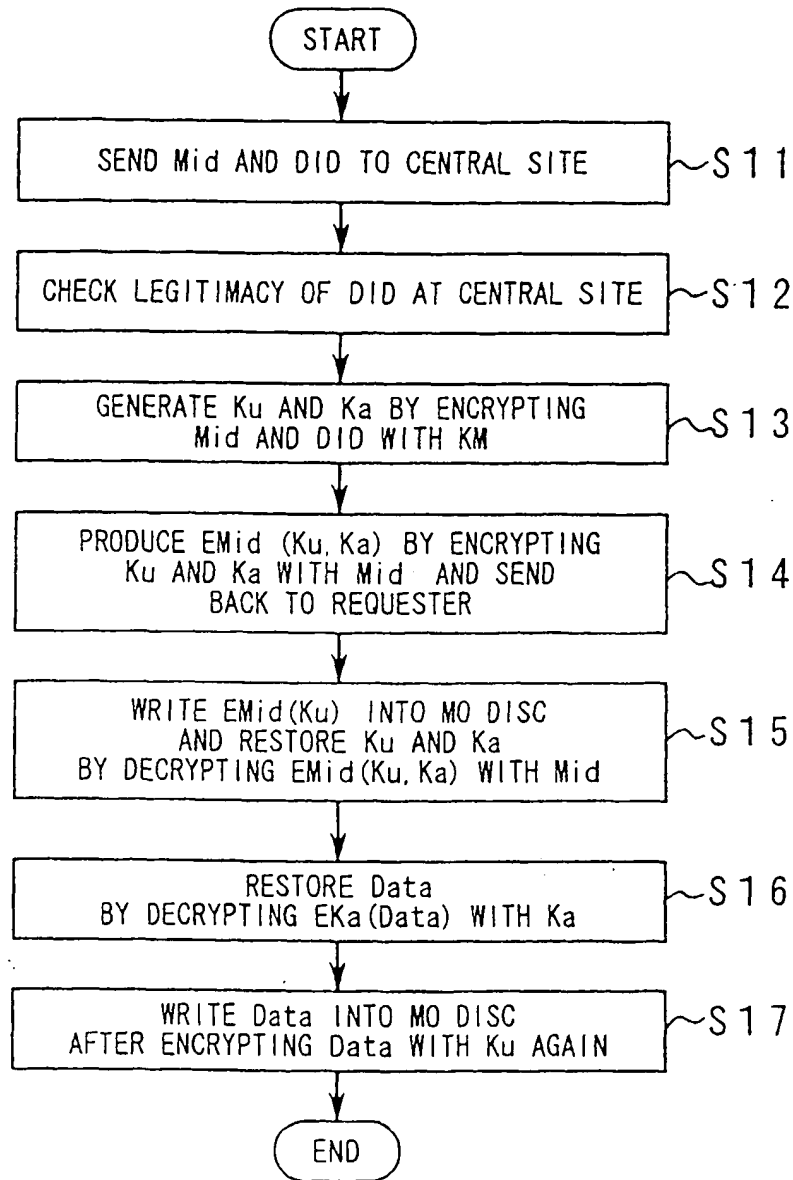 START
SEND Mid AND DID TO CENTRAL SITE
S11
CHECK LEGITIMACY OF DID AT CENTRAL SITE
S12
GENERATE Ku AND Ka BY ENCRYPTING
Mid AND DID WITH KM
S13
PRODUCE EMid (Ku, Ka) BY ENCRYPTING
Ku AND Ka WITH Mid AND SEND
BACK TO REQUESTER
S14
WRITE EMid(Ku) INTO MO DISC
AND RESTORE Ku AND Ka
BY DECRYPTING EMid(Ku, Ka) WITH Mid
S15
RESTORE Data
BY DECRYPTING EKa(Data) WITH Ka
S16
WRITE Data INTO MO DISC
AFTER ENCRYPTING Data WITH Ku AGAIN
S17
END